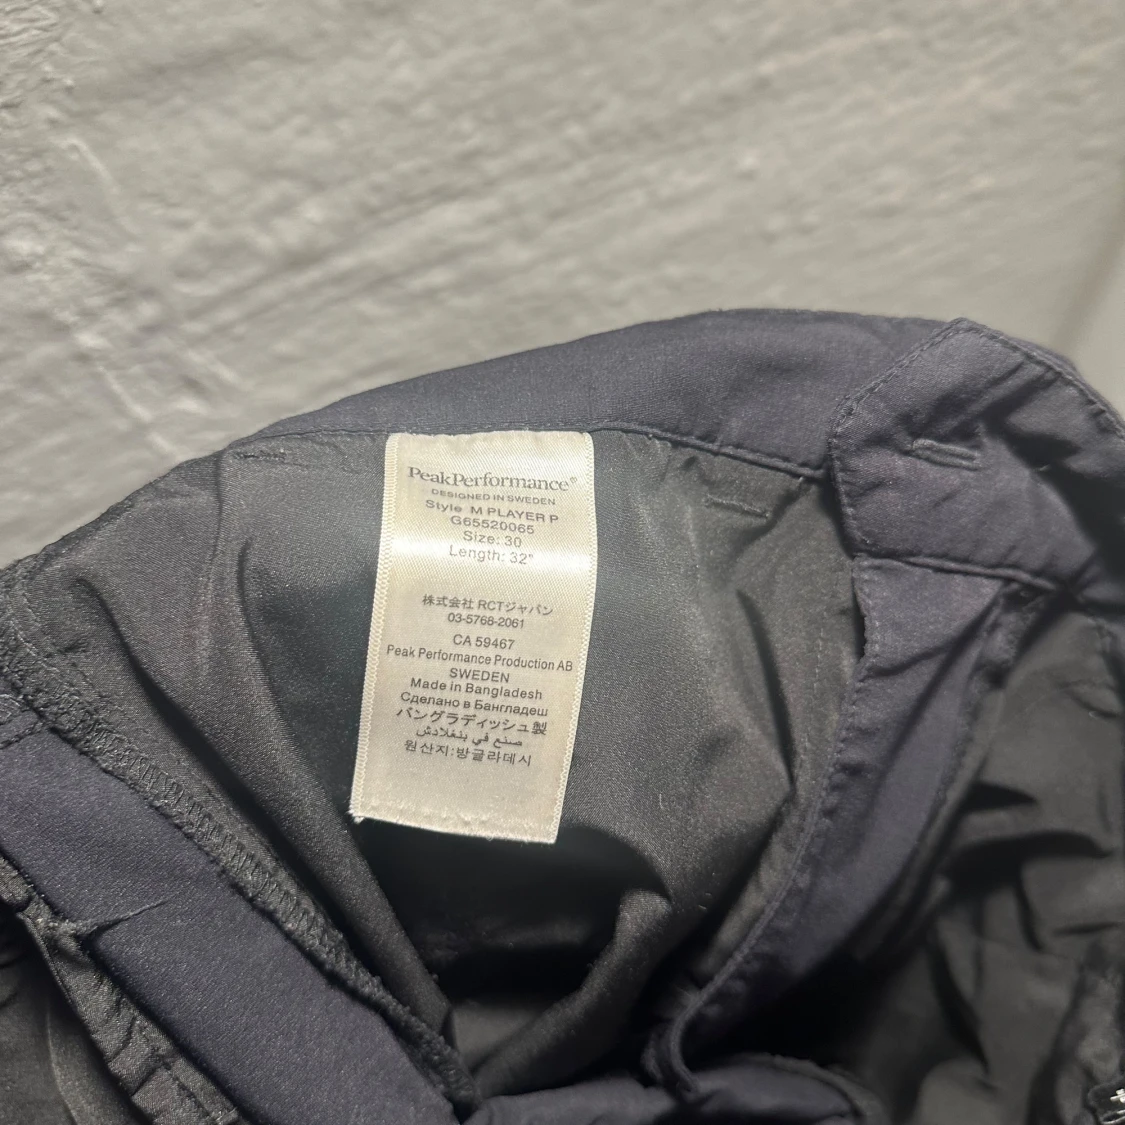 PeakPerformance®
DESIGNED IN SWEDEN
Style M PLAYER P
G65520065
Size: 30
Length: 32"
株式会社 RCTジャパン
03-5768-2061
CA 59467
Peak Performance Production AB
SWEDEN
Made in Bangladesh
Сделано в Бангладеш
バングラディッシュ製
صنع في بنغلادش
원산지:방글라데시